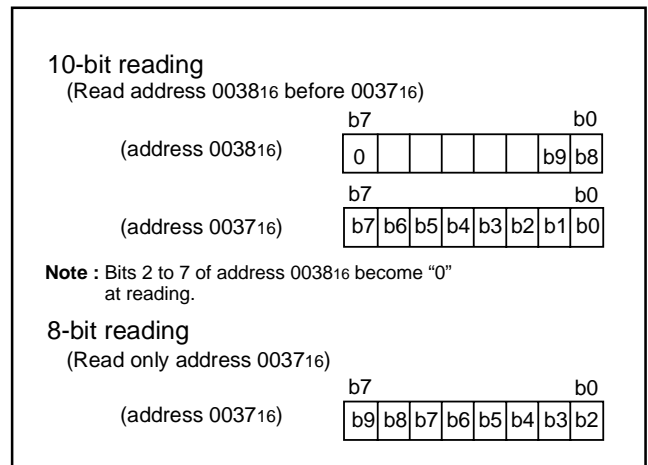 10-bit reading
(Read address 003816 before 003716)
b7 b0
(address 003816) 0 b9 b8
b7 b0
(address 003716) b7 b6 b5 b4 b3 b2 b1 b0
Note : Bits 2 to 7 of address 003816 become “0”
at reading.
8-bit reading
(Read only address 003716)
b7 b0
(address 003716) b9 b8 b7 b6 b5 b4 b3 b2